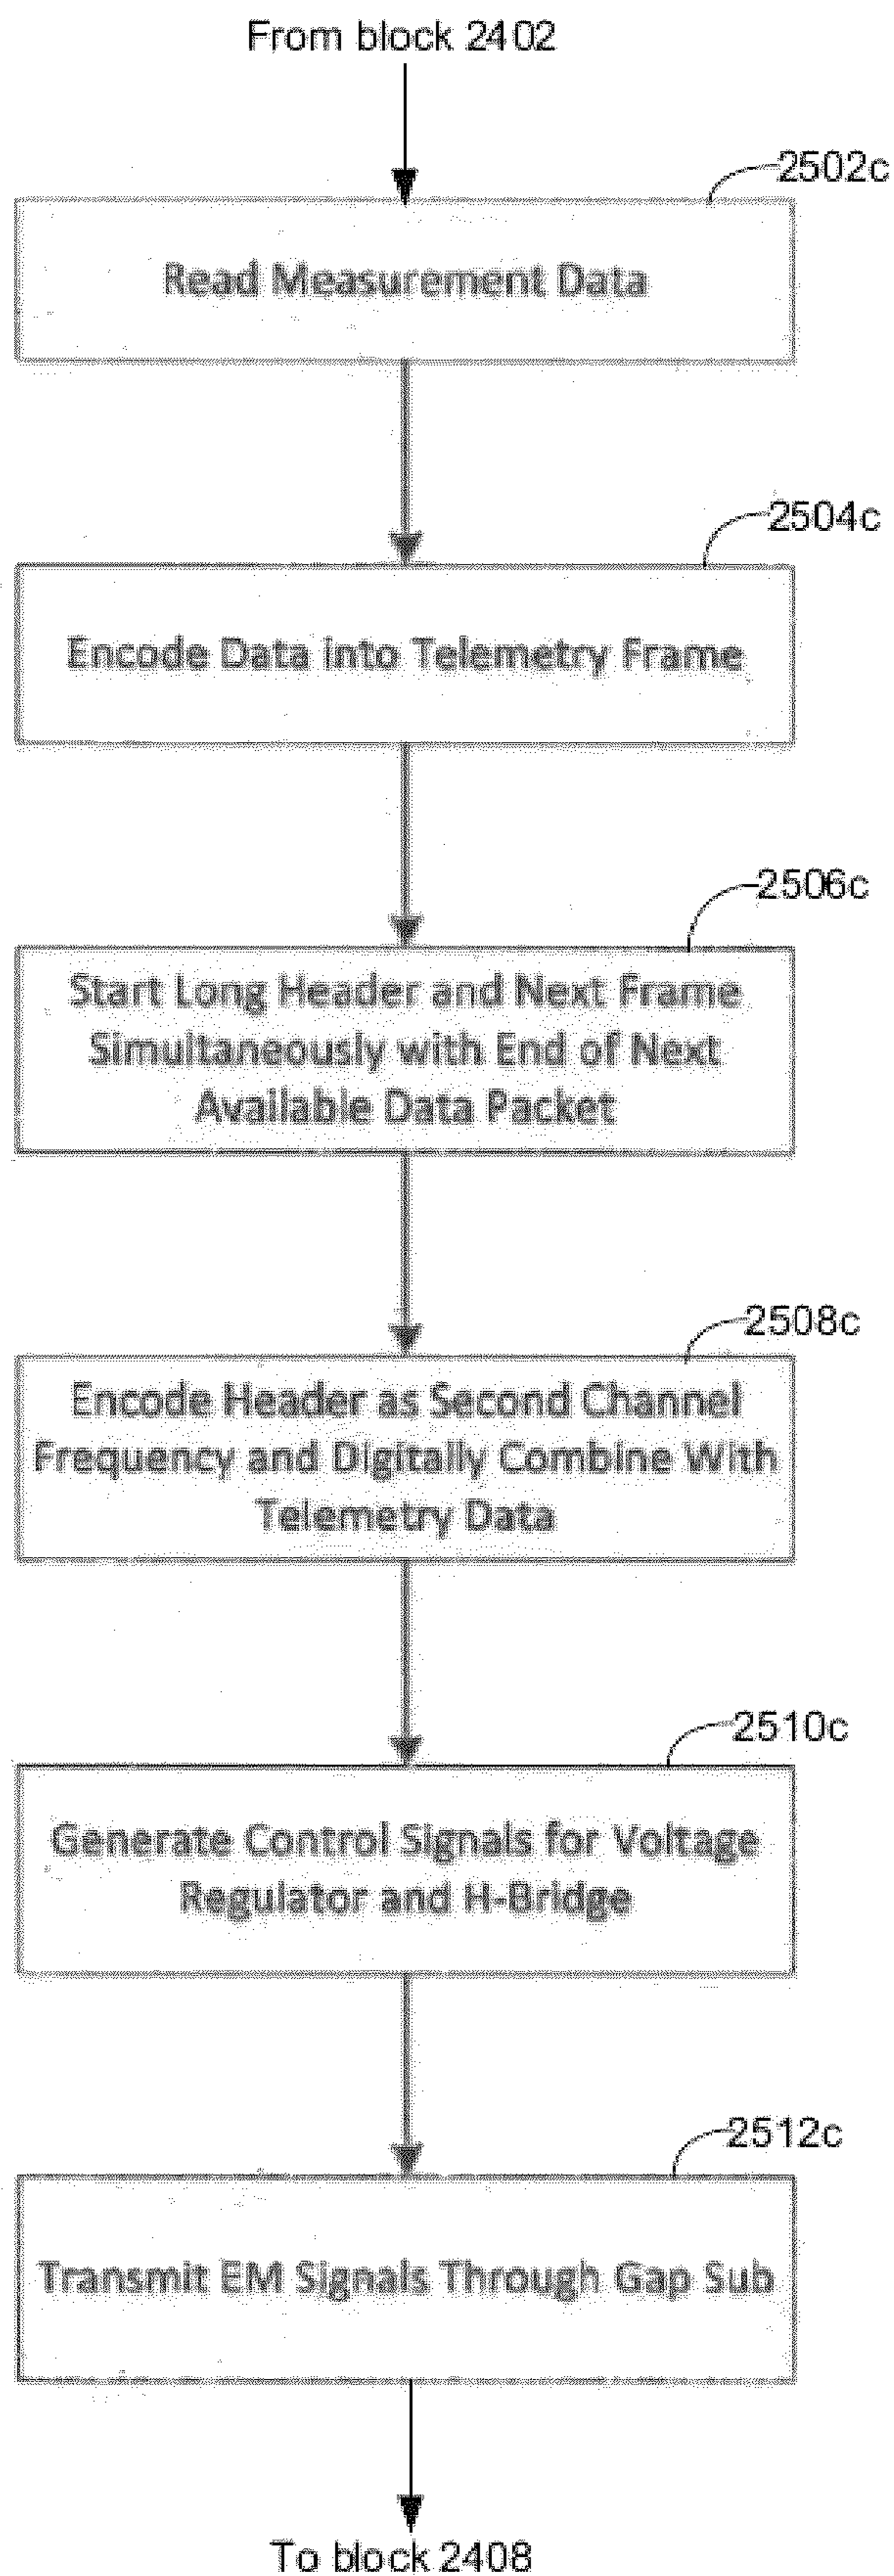 From block 2402
2502c
Read Measurement Data
2504c
Encode Data into Telemetry Frame
2506c
Start Long Header and Next Frame
Simultaneously with End of Next
Available Data Packet
2508c
Encode Header as Second Channel
Frequency and Digitally Combine With
Telemetry Data
2510c
Generate Control Signals for Voltage
Regulator and H-Bridge
2512c
Transmit EM Signals Through Gap Sub
To block 2408